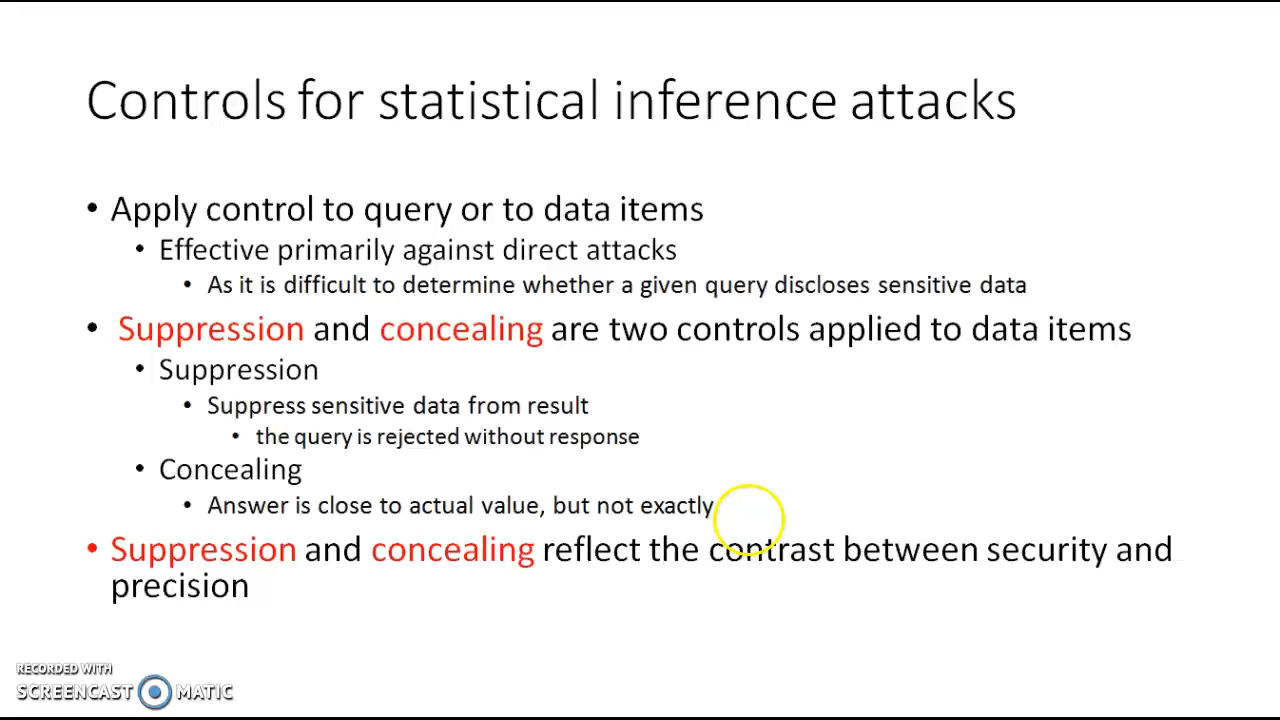 Controls for statistical inference attacks
• Apply control to query or to data items
• Effective primarily against direct attacks
• As it is difficult to determine whether a given query discloses sensitive data
• Suppression and concealing are two controls applied to data items
• Suppression
• Suppress sensitive data from result
• the query is rejected without response
• Concealing
• Answer is close to actual value, but not exactly
• Suppression and concealing reflect the contrast between security and
precision
RECORDED WITH
SCREENCAST MATIC